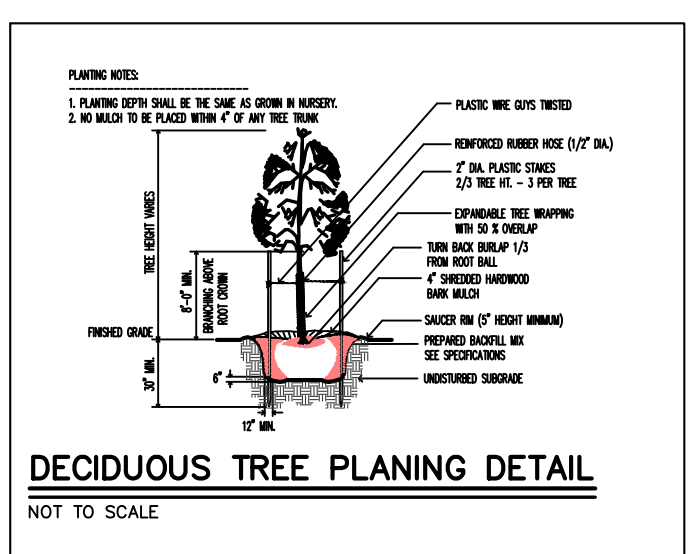 PLANTING NOTES:
1. PLANTING DEPTH SHALL BE THE SAME AS GROWN IN NURSERY.
2. NO MULCH TO BE PLACED WITHIN 4" OF ANY TREE TRUNK
PLASTIC WIRE GUYS TWISTED
REINFORCED RUBBER HOSE (1/2" DIA.)
2" DIA. PLASTIC STAKES
2/3 TREE HT. - 3 PER TREE
EXPANDABLE TREE WRAPPING
WITH 50 % OVERLAP
TURN BACK BURLAP 1/3
FROM ROOT BALL
4" SHREDDED HARDWOOD
BARK MULCH
SAUCER RIM (5" HEIGHT MINIMUM)
PREPARED BACKFILL MIX
SEE SPECIFICATIONS
UNDISTURBED SUBGRADE
TREE HEIGHT VARIES
8'-0" MIN.
BRANCHING ABOVE
ROOT CROWN
FINISHED GRADE
30" MIN.
6"
12" MIN.
DECIDUOUS TREE PLANING DETAIL
NOT TO SCALE